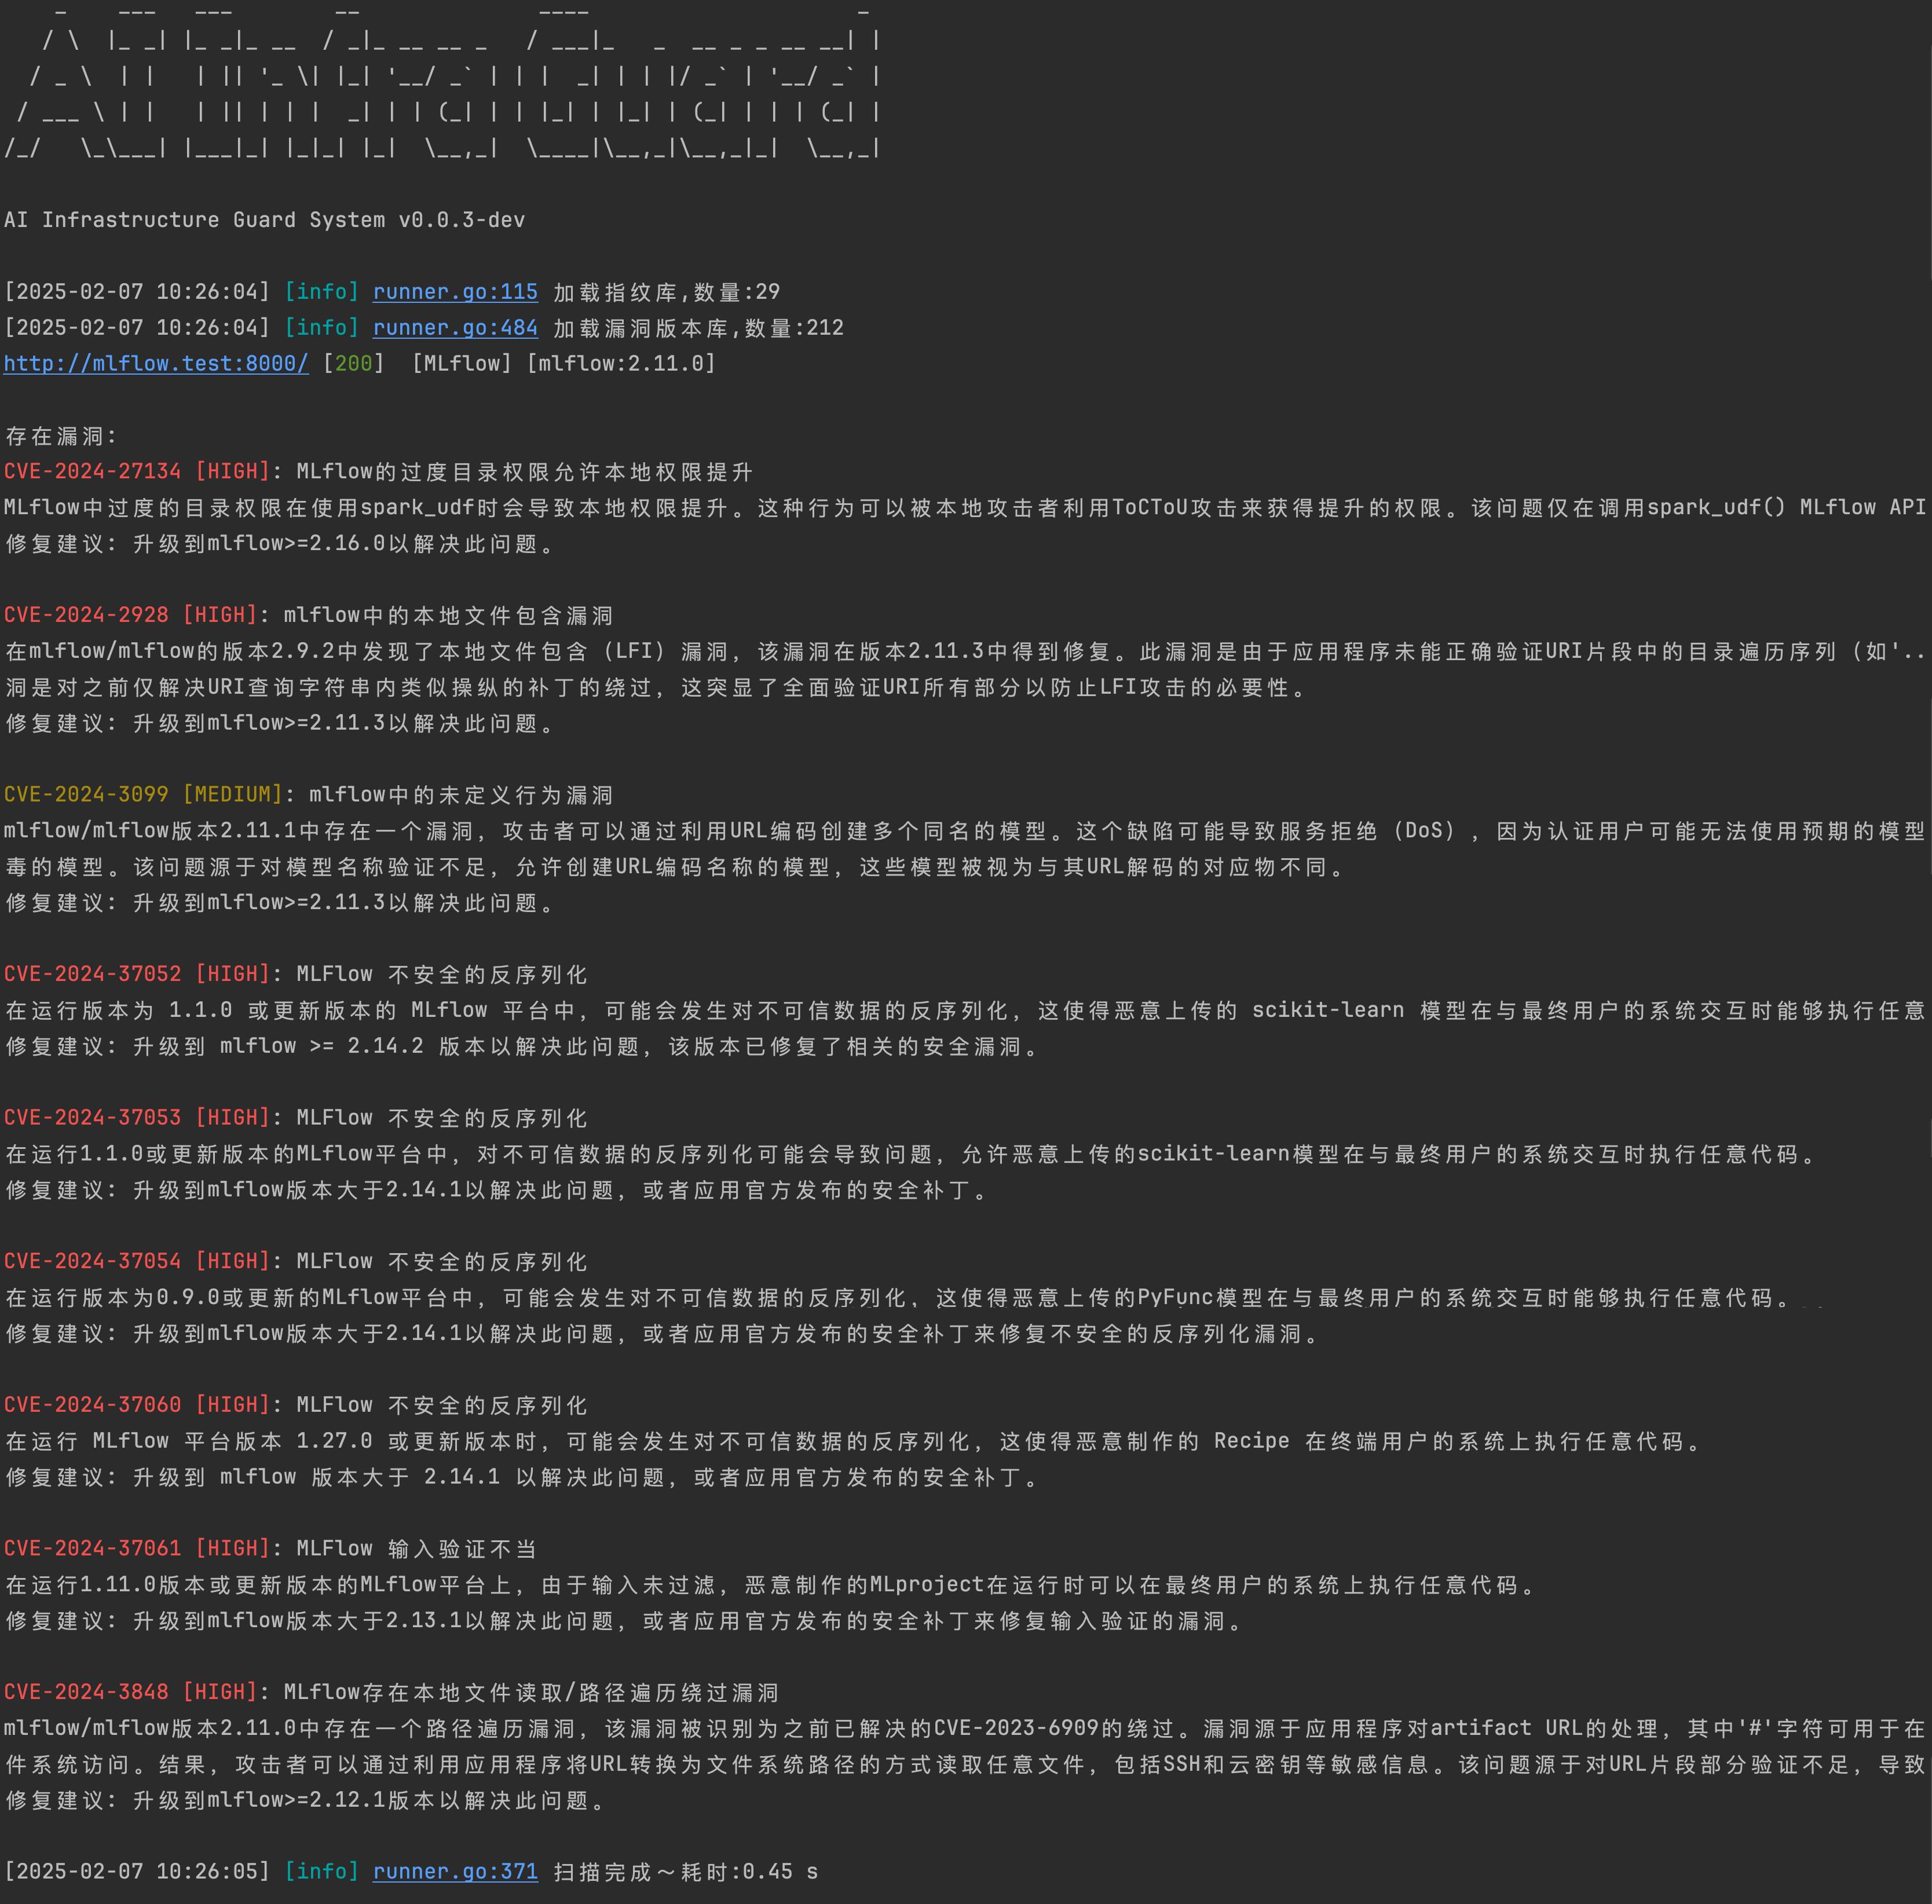 AI Infra Guard
AI Infrastructure Guard System v0.0.3-dev
[2025-02-07 10:26:04] [info] runner.go:115 加载指纹库,数量:29
[2025-02-07 10:26:04] [info] runner.go:484 加载漏洞版本库,数量:212
http://mlflow.test:8000/ [200] [MLflow] [mlflow:2.11.0]
存在漏洞:
CVE-2024-27134 [HIGH]: MLflow的过度目录权限允许本地权限提升
MLflow中过度的目录权限在使用spark_udf时会导致本地权限提升。这种行为可以被本地攻击者利用ToCToU攻击来获得提升的权限。该问题仅在调用spark_udf() MLflow API
修复建议: 升级到mlflow>=2.16.0以解决此问题。
CVE-2024-2928 [HIGH]: mlflow中的本地文件包含漏洞
在mlflow/mlflow的版本2.9.2中发现了本地文件包含（LFI）漏洞，该漏洞在版本2.11.3中得到修复。此漏洞是由于应用程序未能正确验证URI片段中的目录遍历序列（如'..
洞是对之前仅解决URI查询字符串内类似操纵的补丁的绕过，这突显了全面验证URI所有部分以防止LFI攻击的必要性。
修复建议: 升级到mlflow>=2.11.3以解决此问题。
CVE-2024-3099 [MEDIUM]: mlflow中的未定义行为漏洞
mlflow/mlflow版本2.11.1中存在一个漏洞，攻击者可以通过利用URL编码创建多个同名的模型。这个缺陷可能导致服务拒绝（DoS），因为认证用户可能无法使用预期的模型
毒的模型。该问题源于对模型名称验证不足，允许创建URL编码名称的模型，这些模型被视为与其URL解码的对应物不同。
修复建议: 升级到mlflow>=2.11.3以解决此问题。
CVE-2024-37052 [HIGH]: MLFlow 不安全的反序列化
在运行版本为 1.1.0 或更新版本的 MLflow 平台中，可能会发生对不可信数据的反序列化，这使得恶意上传的 scikit-learn 模型在与最终用户的系统交互时能够执行任意
修复建议: 升级到 mlflow >= 2.14.2 版本以解决此问题，该版本已修复了相关的安全漏洞。
CVE-2024-37053 [HIGH]: MLFlow 不安全的反序列化
在运行1.1.0或更新版本的MLflow平台中，对不可信数据的反序列化可能会导致问题，允许恶意上传的scikit-learn模型在与最终用户的系统交互时执行任意代码。
修复建议: 升级到mlflow版本大于2.14.1以解决此问题，或者应用官方发布的安全补丁。
CVE-2024-37054 [HIGH]: MLFlow 不安全的反序列化
在运行版本为0.9.0或更新的MLflow平台中，可能会发生对不可信数据的反序列化，这使得恶意上传的PyFunc模型在与最终用户的系统交互时能够执行任意代码。
修复建议: 升级到mlflow版本大于2.14.1以解决此问题，或者应用官方发布的安全补丁来修复不安全的反序列化漏洞。
CVE-2024-37060 [HIGH]: MLFlow 不安全的反序列化
在运行 MLflow 平台版本 1.27.0 或更新版本时，可能会发生对不可信数据的反序列化，这使得恶意制作的 Recipe 在终端用户的系统上执行任意代码。
修复建议: 升级到 mlflow 版本大于 2.14.1 以解决此问题，或者应用官方发布的安全补丁。
CVE-2024-37061 [HIGH]: MLFlow 输入验证不当
在运行1.11.0版本或更新版本的MLflow平台上，由于输入未过滤，恶意制作的MLproject在运行时可以在最终用户的系统上执行任意代码。
修复建议: 升级到mlflow版本大于2.13.1以解决此问题，或者应用官方发布的安全补丁来修复输入验证的漏洞。
CVE-2024-3848 [HIGH]: MLflow存在本地文件读取/路径遍历绕过漏洞
mlflow/mlflow版本2.11.0中存在一个路径遍历漏洞，该漏洞被识别为之前已解决的CVE-2023-6909的绕过。漏洞源于应用程序对artifact URL的处理，其中'#'字符可用于在
件系统访问。结果，攻击者可以通过利用应用程序将URL转换为文件系统路径的方式读取任意文件，包括SSH和云密钥等敏感信息。该问题源于对URL片段部分验证不足，导致
修复建议: 升级到mlflow>=2.12.1版本以解决此问题。
[2025-02-07 10:26:05] [info] runner.go:371 扫描完成～耗时:0.45 s